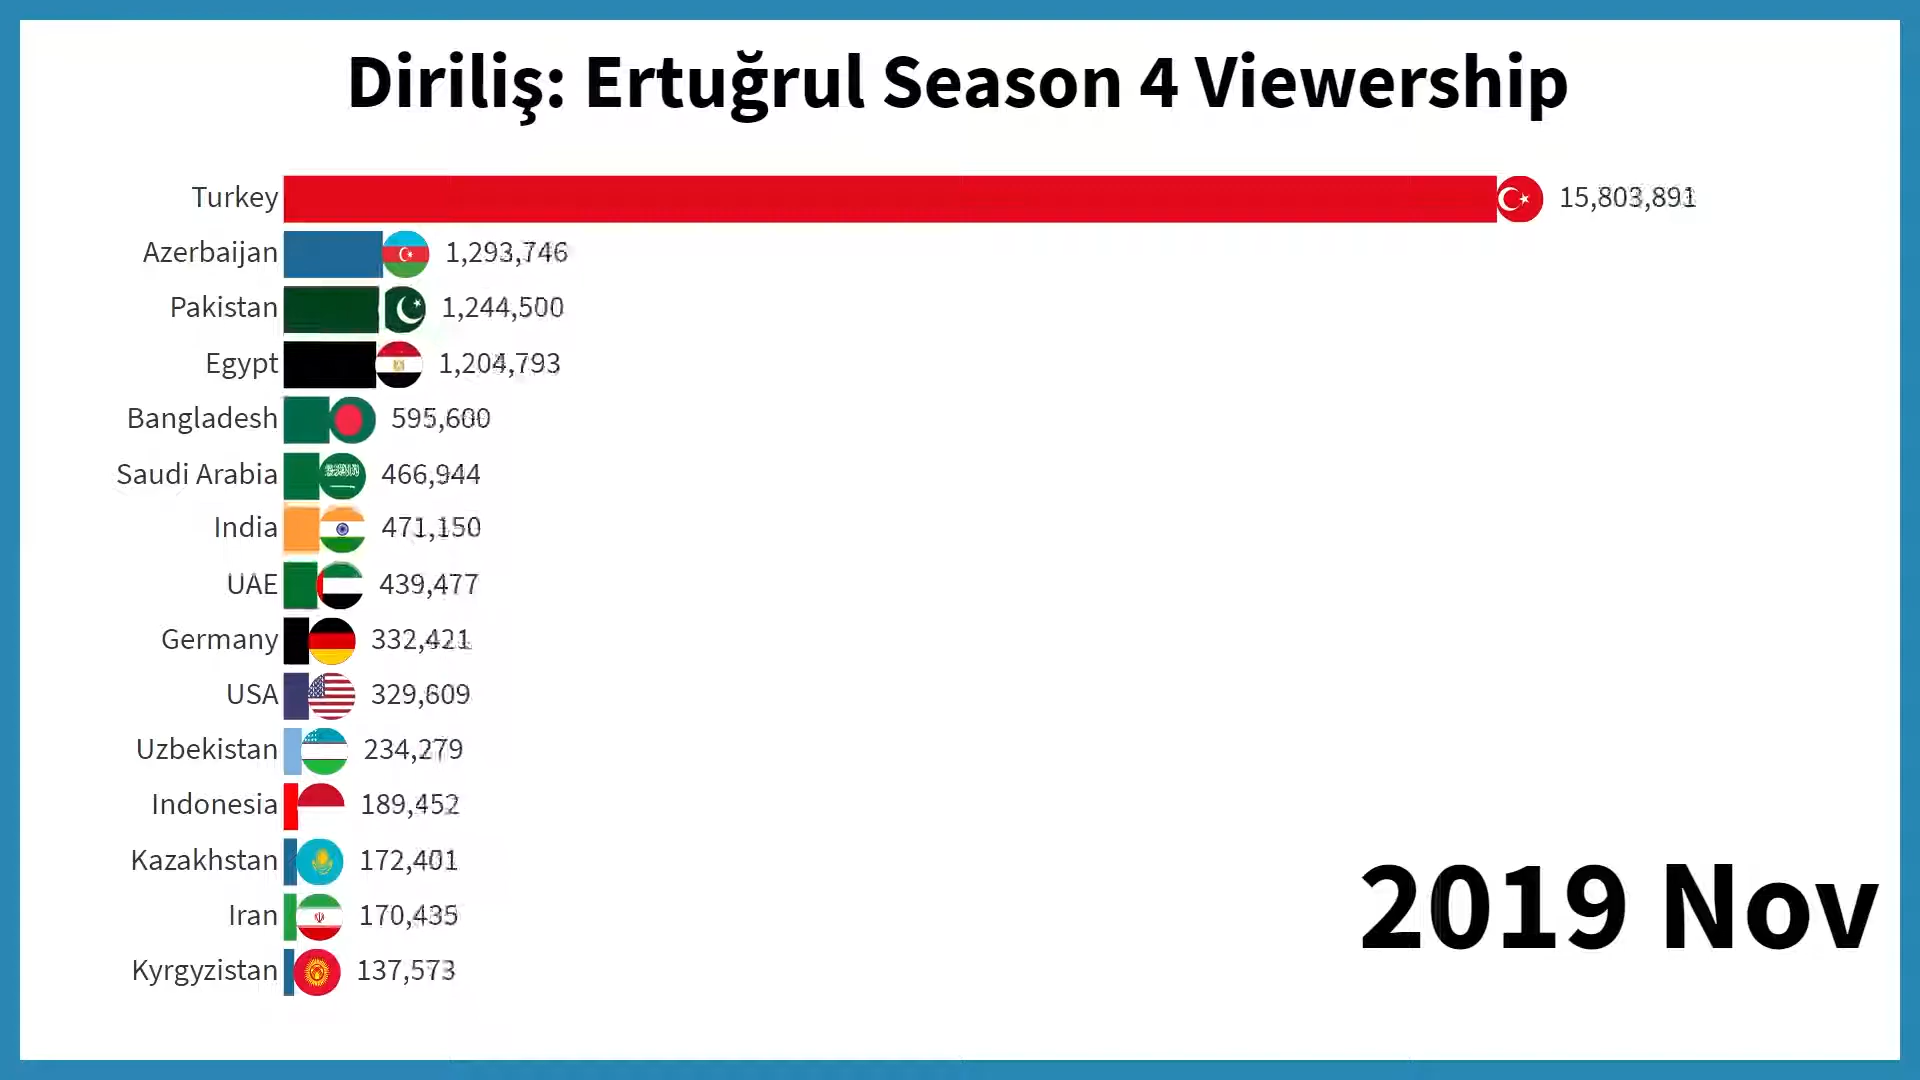 Diriliş: Ertuğrul Season 4 Viewership
Turkey 15,803,891
Azerbaijan 1,293,746
Pakistan 1,244,500
Egypt 1,204,793
Bangladesh 595,600
Saudi Arabia 466,944
India 471,150
UAE 439,477
Germany 332,421
USA 329,609
Uzbekistan 234,279
Indonesia 189,452
Kazakhstan 172,401
Iran 170,435
Kyrgyzistan 137,573
2019 Nov